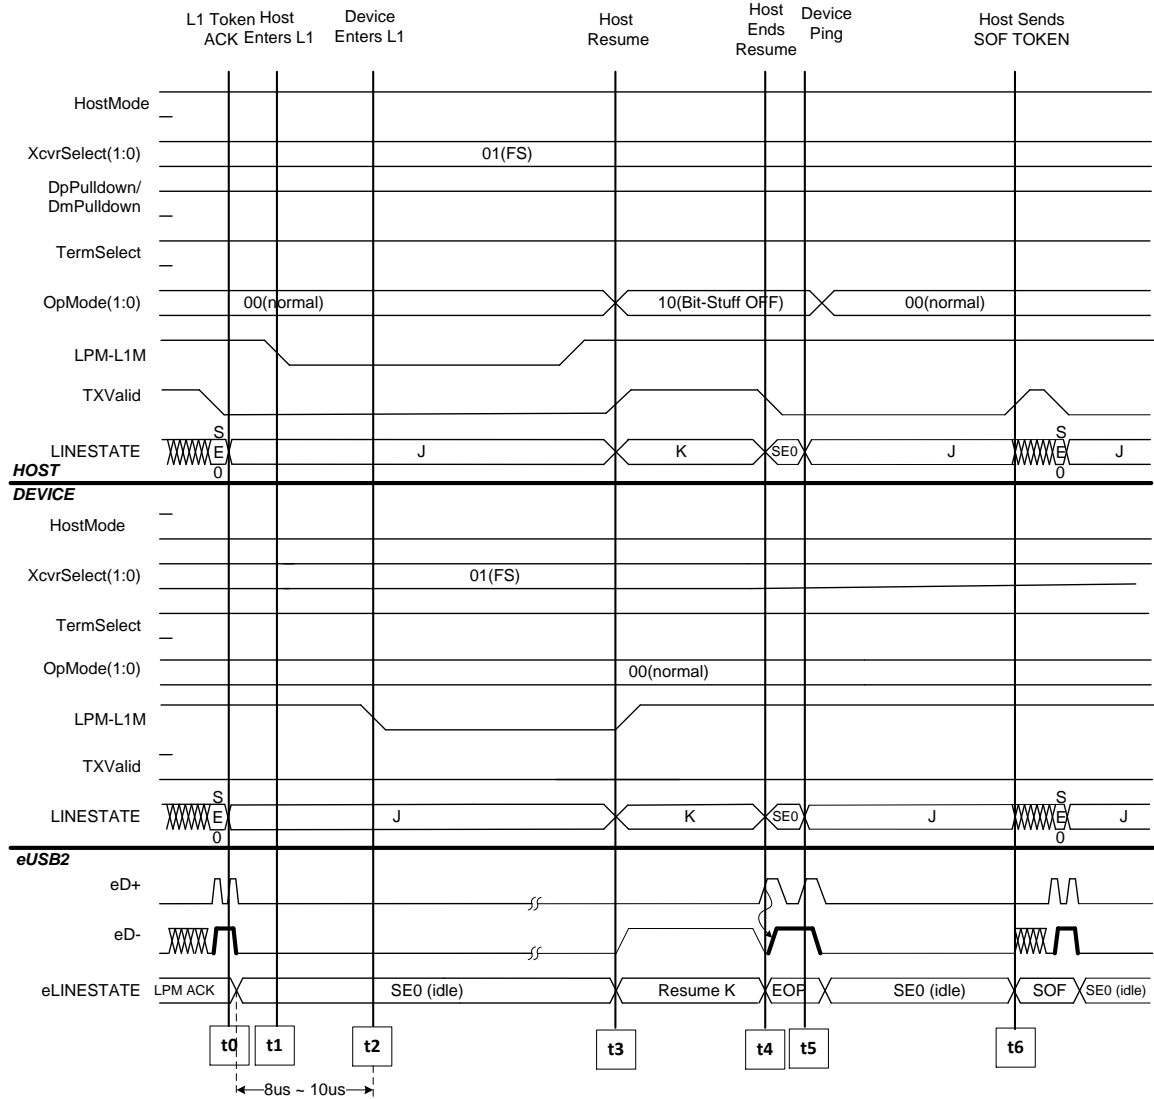 L1 Token
ACK
Host
Enters L1
Device
Enters L1
Host
Resume
Host
Ends
Resume
Device
Ping
Host Sends
SOF TOKEN
HostMode
XcvrSelect(1:0)
01(FS)
DpPulldown/
DmPulldown
TermSelect
OpMode(1:0)
00(normal)
10(Bit-Stuff OFF)
00(normal)
LPM-L1M
TXValid
LINESTATE
SE0
J
K
SE0
J
SE0
J
HOST
DEVICE
HostMode
XcvrSelect(1:0)
01(FS)
TermSelect
OpMode(1:0)
00(normal)
LPM-L1M
TXValid
LINESTATE
SE0
J
K
SE0
J
SE0
J
eUSB2
eD+
eD-
eLINESTATE
LPM ACK
SE0 (idle)
Resume K
EOP
SE0 (idle)
SOF
SE0 (idle)
t0
t1
t2
t3
t4
t5
t6
8us ~ 10us